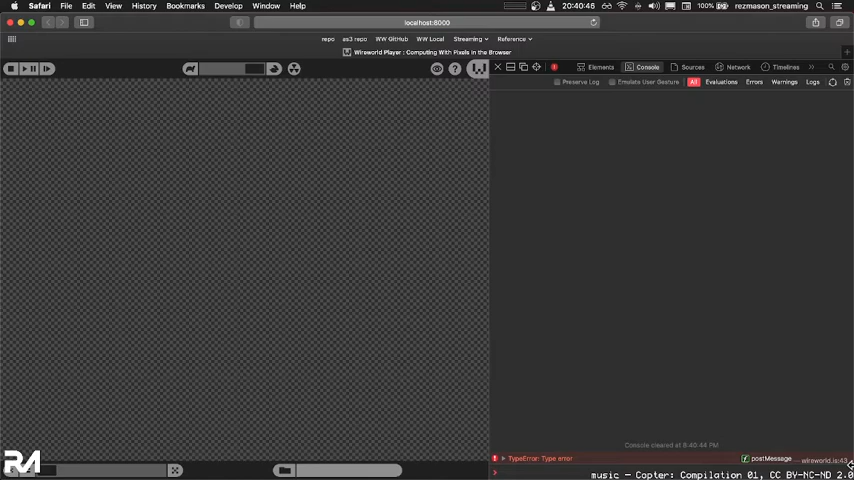 Safari File Edit View History Bookmarks Develop Window Help 100% 20:40:46 rezmason_streaming
localhost:8000
repo as3 repo WW GitHub WW Local Streaming Reference
Wireworld Player : Computing With Pixels in the Browser
Elements Console Sources Network Timelines
Preserve Log Emulate User Gesture All Evaluations Errors Warnings Logs
Console cleared at 8:40:44 PM
TypeError: Type error f postMessage wireworld.js:43
music – Copter: Compilation 01, CC BY-NC-ND 2.0
RM